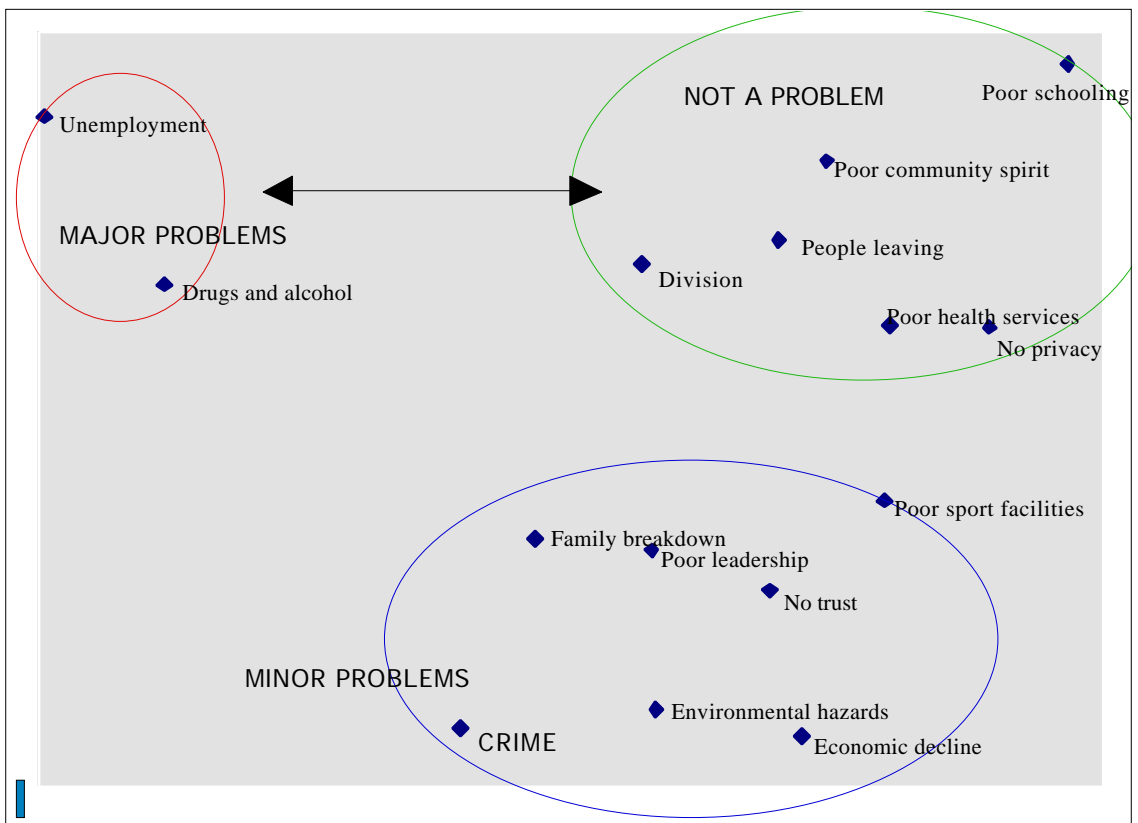 NOT A PROBLEM
Poor schooling
Unemployment
Poor community spirit
MAJOR PROBLEMS
People leaving
Division
Drugs and alcohol
Poor health services
No privacy
Poor sport facilities
Family breakdown
Poor leadership
No trust
MINOR PROBLEMS
Environmental hazards
CRIME
Economic decline